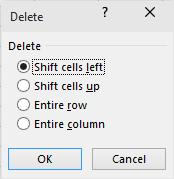 Delete
Delete
Shift cells left
Shift cells up
Entire row
Entire column
OK
Cancel